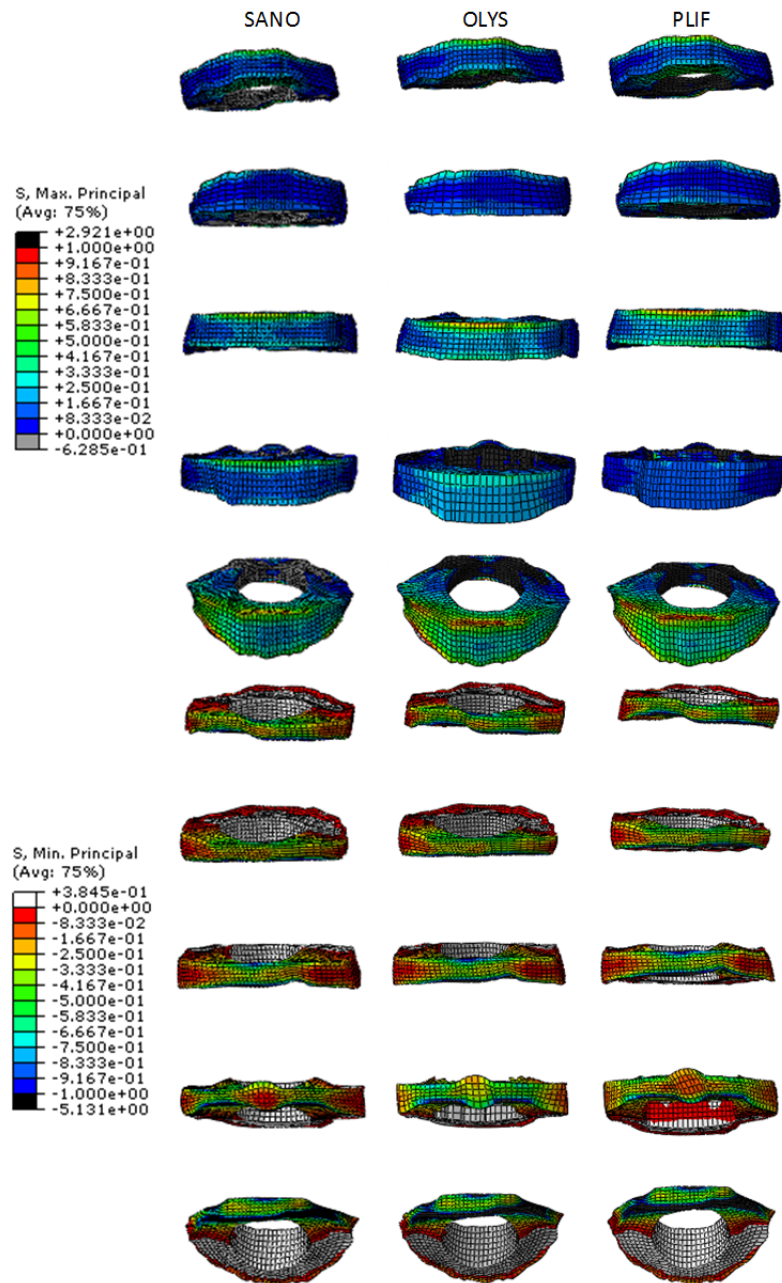 SANO OLYS PLIF
S, Max. Principal
(Avg: 75%)
+2.921e+00
+1.000e+00
+9.167e-01
+8.333e-01
+7.500e-01
+6.667e-01
+5.833e-01
+5.000e-01
+4.167e-01
+3.333e-01
+2.500e-01
+1.667e-01
+8.333e-02
+0.000e+00
-6.285e-01
S, Min. Principal
(Avg: 75%)
+3.845e-01
+0.000e+00
-8.333e-02
-1.667e-01
-2.500e-01
-3.333e-01
-4.167e-01
-5.000e-01
-5.833e-01
-6.667e-01
-7.500e-01
-8.333e-01
-9.167e-01
-1.000e+00
-5.131e+00